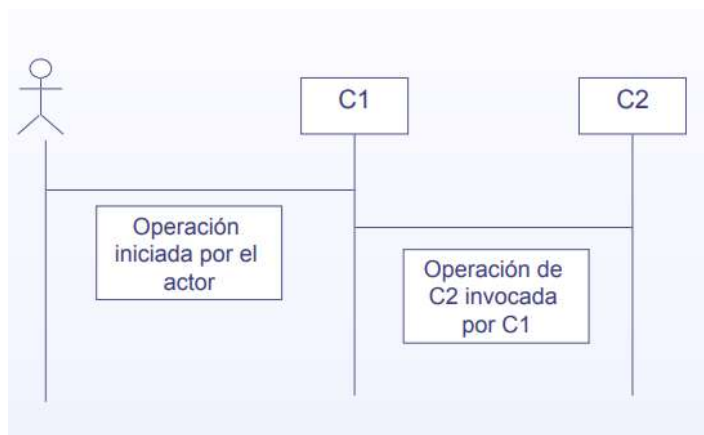 C1
C2
Operación
iniciada por el
actor
Operación de
C2 invocada
por C1